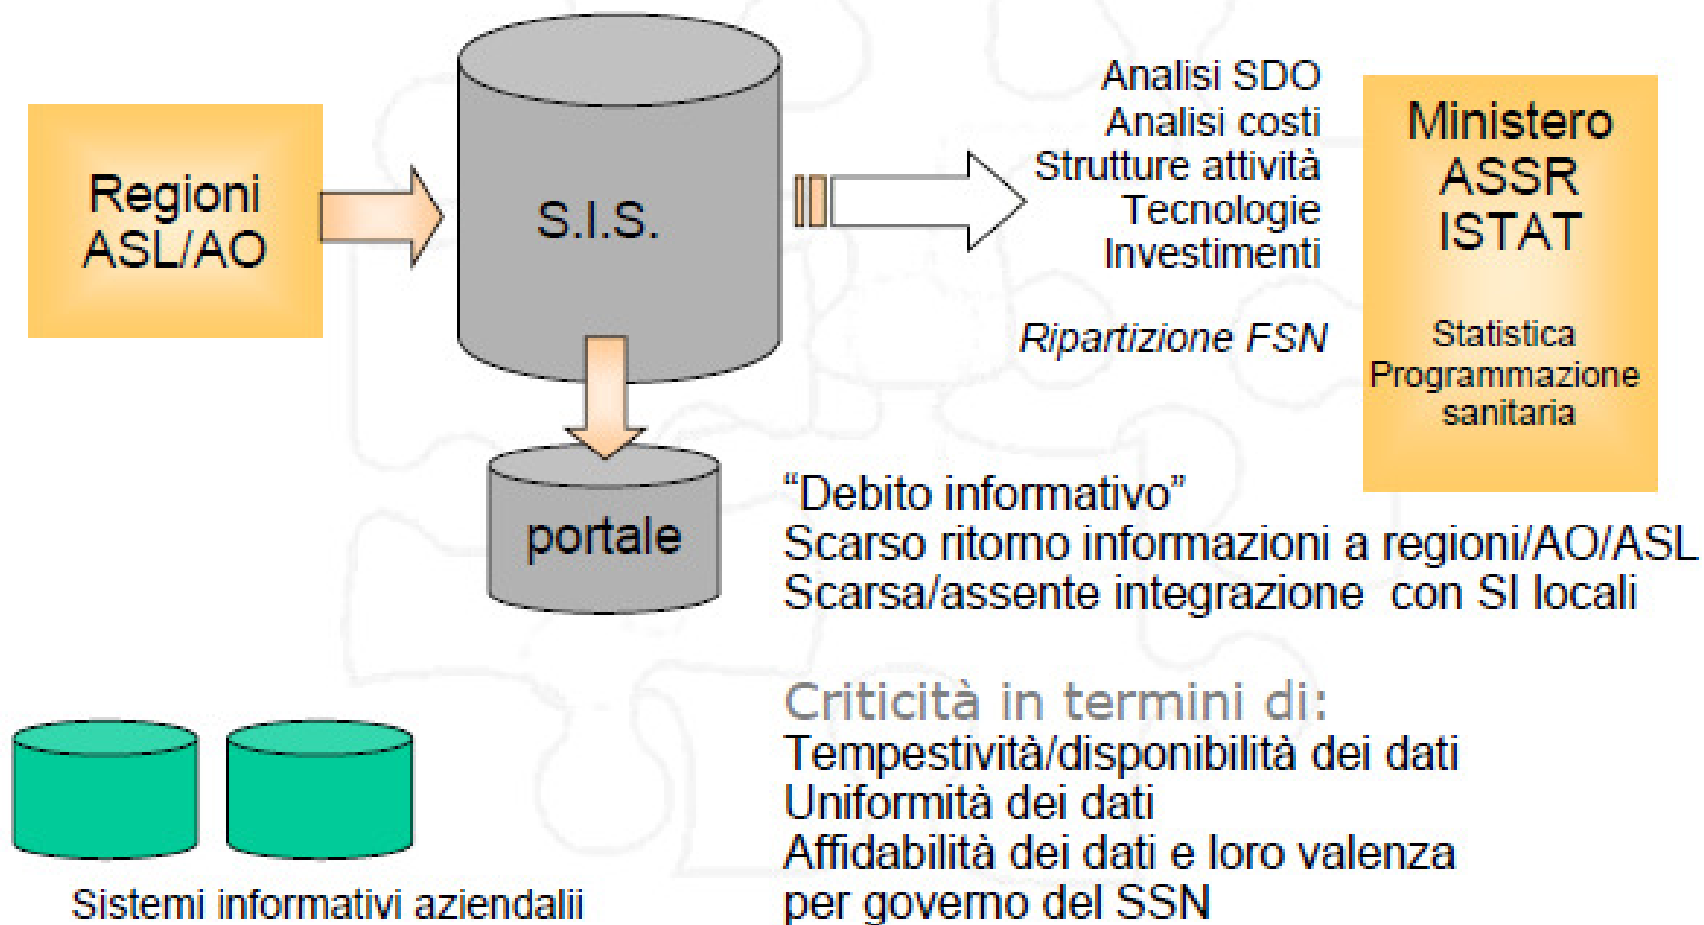 Regioni
ASL/AO
S.I.S.
Analisi SDO
Analisi costi
Strutture attività
Tecnologie
Investimenti
Ripartizione FSN
Ministero
ASSR
ISTAT
Statistica
Programmazione
sanitaria
portale
“Debito informativo”
Scarso ritorno informazioni a regioni/AO/ASL
Scarsa/assente integrazione con SI locali
Criticità in termini di:
Tempestività/disponibilità dei dati
Uniformità dei dati
Affidabilità dei dati e loro valenza
per governo del SSN
Sistemi informativi aziendalii